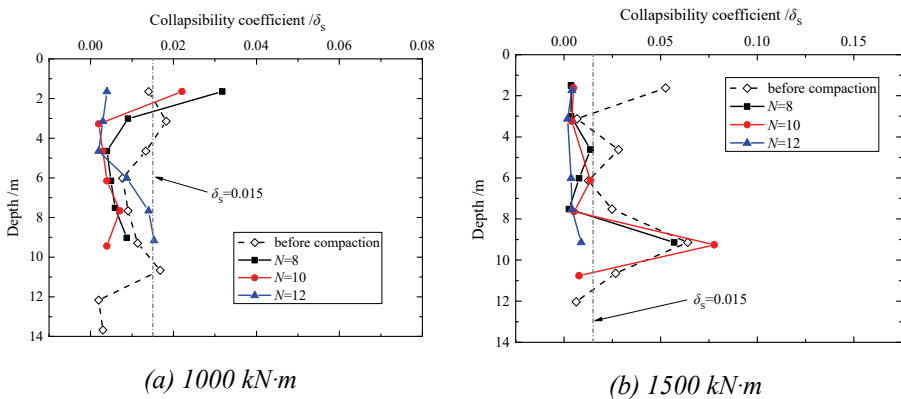 Collapsibility coefficient /δs
0.00 0.02 0.04 0.06 0.08
0
2
4
6
8
10
12
14
Depth /m
δs=0.015
before compaction
N=8
N=10
N=12
(a) 1000 kN·m
Collapsibility coefficient /δs
0.00 0.05 0.10 0.15
0
2
4
6
8
10
12
14
Depth /m
before compaction
N=8
N=10
N=12
δs=0.015
(b) 1500 kN·m